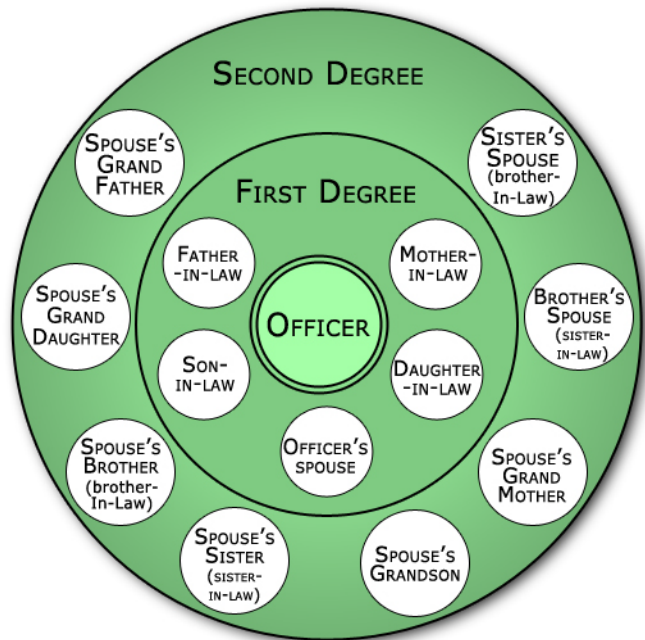 SECOND DEGREE
SPOUSE'S
GRAND
FATHER
SISTER'S
SPOUSE
(brother-
In-Law)
FIRST DEGREE
FATHER
-IN-LAW
MOTHER-
IN-LAW
SPOUSE'S
GRAND
DAUGHTER
BROTHER'S
SPOUSE
(SISTER-
IN-LAW)
OFFICER
SON-
IN-LAW
DAUGHTER
-IN-LAW
SPOUSE'S
BROTHER
(brother-
In-Law)
OFFICER'S
SPOUSE
SPOUSE'S
GRAND
MOTHER
SPOUSE'S
SISTER
(SISTER-
IN-LAW)
SPOUSE'S
GRANDSON